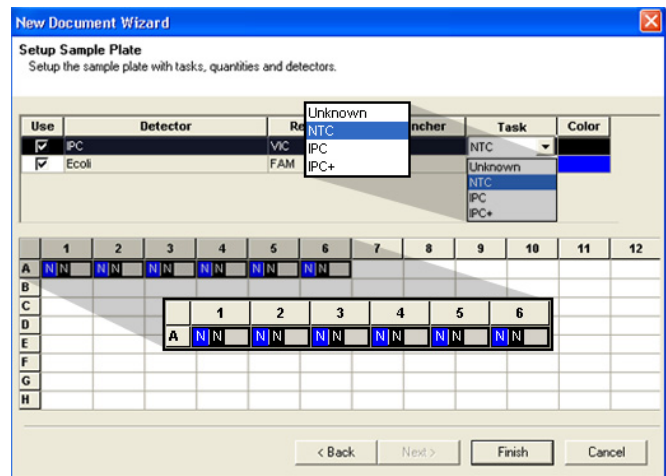 New Document Wizard
Setup Sample Plate
Setup the sample plate with tasks, quantities and detectors.
Use Detector Re ncher Task Color
Unknown
NTC
IPC
IPC+
IPC VIC NTC
Ecoli FAM
Unknown
NTC
IPC
IPC+
1 2 3 4 5 6 7 8 9 10 11 12
A N N N N N N N N N N N N
B
C
D
E
F
G
H
1 2 3 4 5 6
A N N N N N N N N N N N N
< Back Next > Finish Cancel